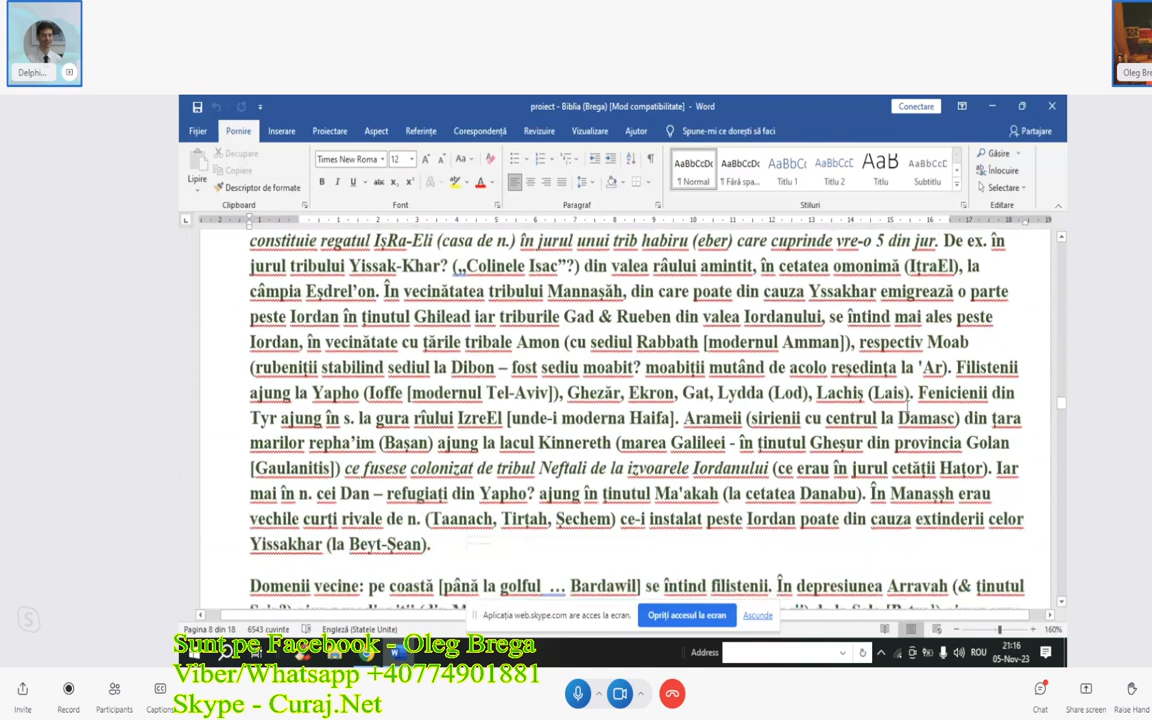 Delphi...
Oleg Bre
proiect - Biblia (Brega) [Mod compatibilitate] - Word
Conectare
Fișier Pornire Inserare Proiectare Aspect Referințe Corespondență Revizuire Vizualizare Ajutor Spune-mi ce dorești să faci Partajare
Lipire
Decupare
Copiere
Descriptor de formate
Clipboard
Times New Roma 12
Font
Paragraf
AaBbCcDc AaBbCcDc AaBbC AaBbCcD AaB AaBbCcD
¶ Normal ¶ Fără spa... Titlu 1 Titlu 2 Titlu Subtitlu
Stiluri
Găsire
Înlocuire
Selectare
Editare
constituie regatul IșRa-Eli (casa de n.) în jurul unui trib habiru (eber) care cuprinde vre-o 5 din jur. De ex. în
jurul tribului Yissak-Khar? („Colinele Isac”?) din valea râului amintit, în cetatea omonimă (IțraEl), la
câmpia Eșdrel’on. În vecinătatea tribului Mannașăh, din care poate din cauza Yssakhar emigrează o parte
peste Iordan în ținutul Ghilead iar triburile Gad & Rueben din valea Iordanului, se întind mai ales peste
Iordan, în vecinătate cu țările tribale Amon (cu sediul Rabbath [modernul Amman]), respectiv Moab
(rubeniții stabilind sediul la Dibon – fost sediu moabit? moabiții mutând de acolo reședința la 'Ar). Filistenii
ajung la Yapho (Ioffe [modernul Tel-Aviv]), Ghezăr, Ekron, Gat, Lydda (Lod), Lachiș (Lais). Fenicienii din
Tyr ajung în s. la gura rîului IzreEl [unde-i moderna Haifa]. Arameii (sirienii cu centrul la Damasc) din țara
marilor repha’im (Bașan) ajung la lacul Kinnereth (marea Galileei - în ținutul Gheșur din provincia Golan
[Gaulanitis]) ce fusese colonizat de tribul Neftali de la izvoarele Iordanului (ce erau în jurul cetății Hațor). Iar
mai în n. cei Dan – refugiați din Yapho? ajung în ținutul Ma'akah (la cetatea Danabu). În Manașșh erau
vechile curți rivale de n. (Taanach, Tirțah, Șechem) ce-i instalat peste Iordan poate din cauza extinderii celor
Yissakhar (la Beyt-Șean).
Domenii vecine: pe coastă [până la golful ... Bardawil] se întind filistenii. În depresiunea Arravah (& ținutul
Aplicația web.skype.com are acces la ecran. Opriți accesul la ecran Ascunde
Pagina 8 din 18 6543 cuvinte Engleză (Statele Unite) 160%
Address ROU 21:16
05-Nov-23
Sunt pe Facebook - Oleg Brega
Viber/Whatsapp +40774901881
Skype - Curaj.Net
Invite Record Participants Captions Chat Share screen Raise Hand